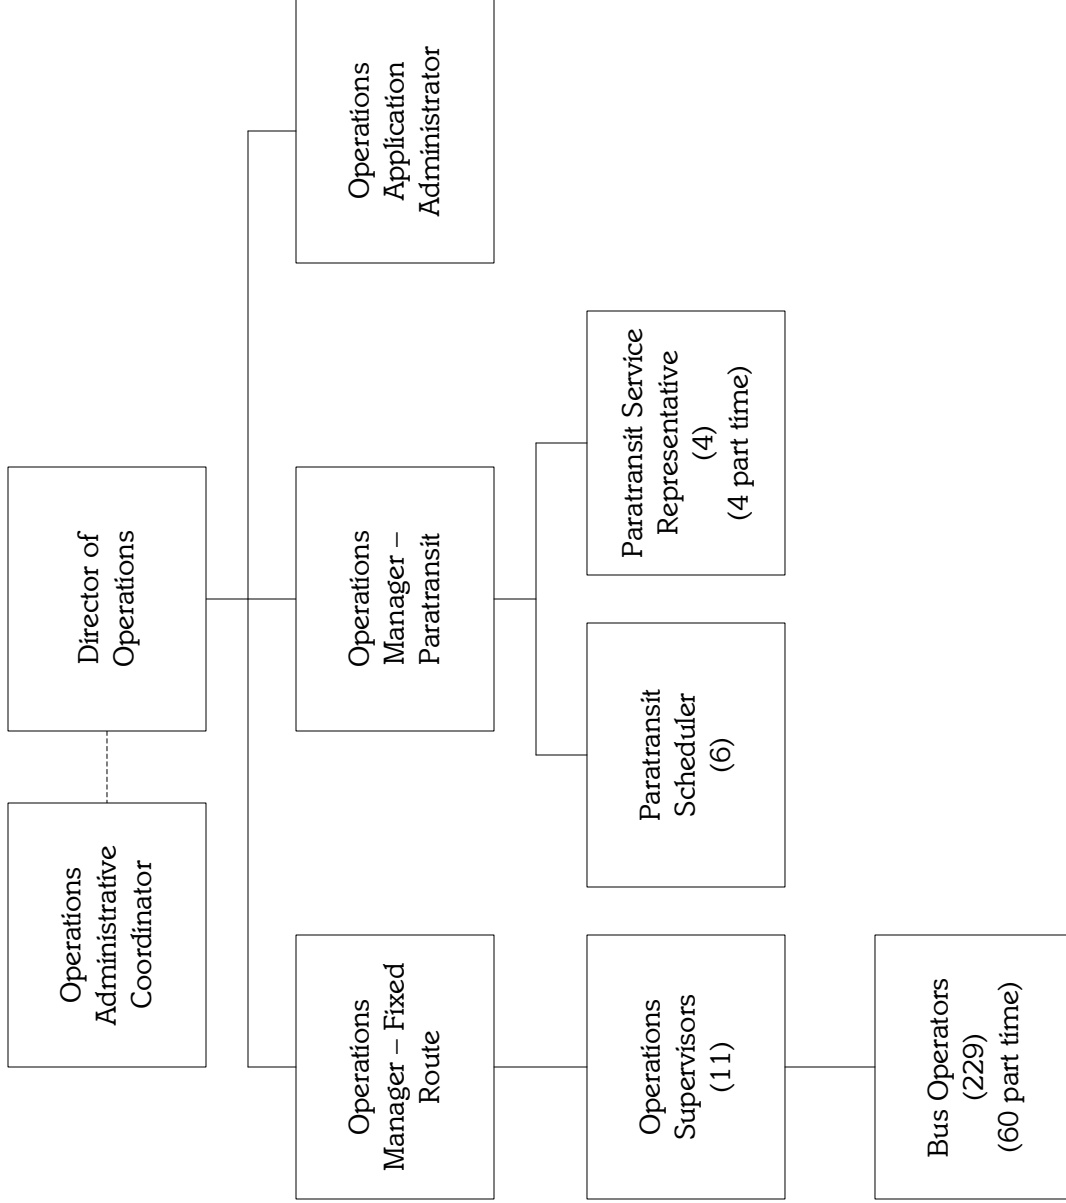 Operations
Administrative
Coordinator
Director of
Operations
Operations
Manager – Fixed
Route
Operations
Manager –
Paratransit
Operations
Application
Administrator
Operations
Supervisors
(11)
Paratransit
Scheduler
(6)
Paratransit Service
Representative
(4)
(4 part time)
Bus Operators
(229)
(60 part time)